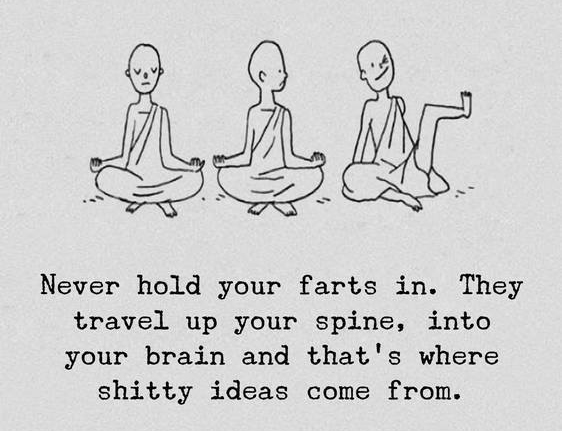 Never hold your farts in. They
travel up your spine, into
your brain and that's where
shitty ideas come from.